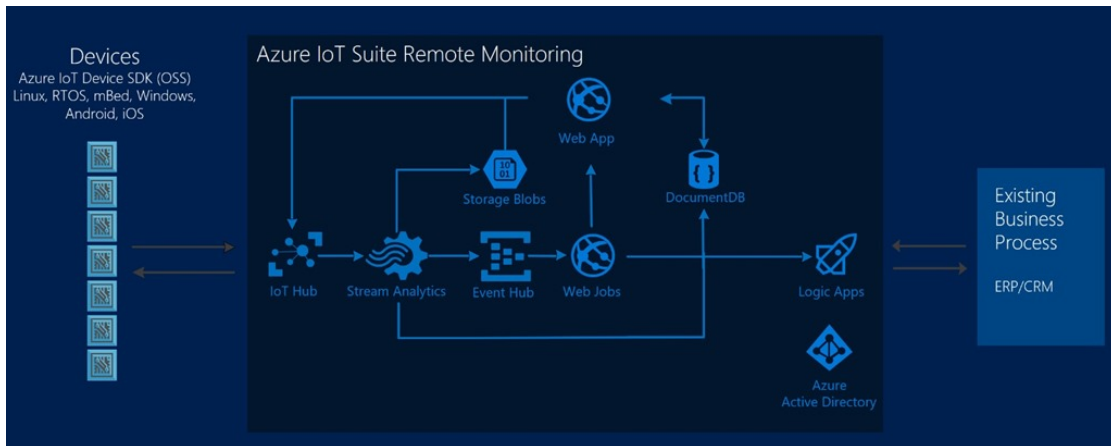 Devices
Azure IoT Device SDK (OSS)
Linux, RTOS, mBed, Windows,
Android, iOS
Azure IoT Suite Remote Monitoring
Web App
10
01
Storage Blobs
{ }
DocumentDB
IoT Hub
Stream Analytics
Event Hub
Web Jobs
Logic Apps
Azure
Active Directory
Existing
Business
Process
ERP/CRM